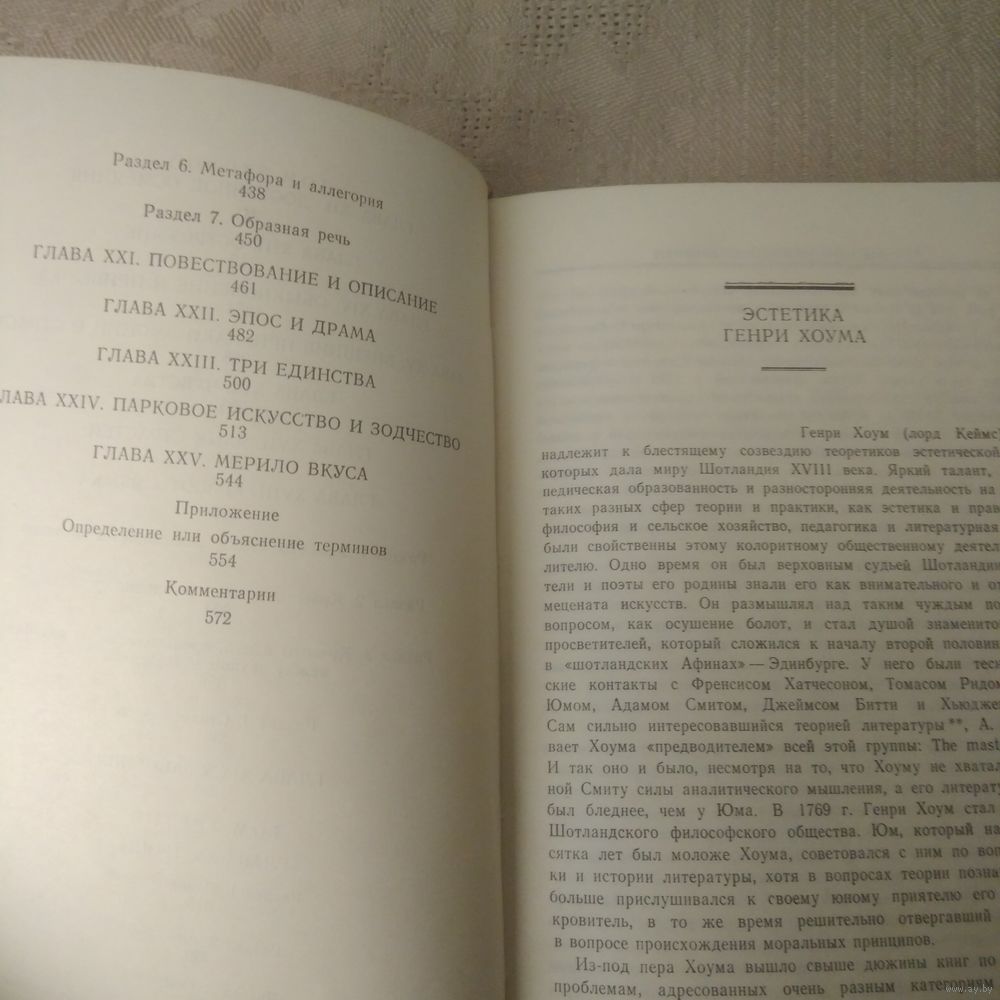 Раздел 6. Метафора и аллегория
438
Раздел 7. Образная речь
450
ГЛАВА XXI. ПОВЕСТВОВАНИЕ И ОПИСАНИЕ
461
ГЛАВА XXII. ЭПОС И ДРАМА
482
ГЛАВА XXIII. ТРИ ЕДИНСТВА
500
ЛАВА XXIV. ПАРКОВОЕ ИСКУССТВО И ЗОДЧЕСТВО
513
ГЛАВА XXV. МЕРИЛО ВКУСА
544
Приложение
Определение или объяснение терминов
554
Комментарии
572
ЭСТЕТИКА
ГЕНРИ ХОУМА
Генри Хоум (лорд Кеймс)
надлежит к блестящему созвездию теоретиков эстетической
которых дала миру Шотландия XVIII века. Яркий талант,
педическая образованность и разносторонняя деятельность на
таких разных сфер теории и практики, как эстетика и прав
философия и сельское хозяйство, педагогика и литературная
были свойственны этому колоритному общественному деятел
лителю. Одно время он был верховным судьей Шотландии
тели и поэты его родины знали его как внимательного и о
мецената искусств. Он размышлял над таким чуждым по
вопросом, как осушение болот, и стал душой знаменито
просветителей, который сложился к началу второй половин
в «шотландских Афинах» — Эдинбурге. У него были тес
ские контакты с Френсисом Хатчесоном, Томасом Ридом
Юмом, Адамом Смитом, Джеймсом Битти и Хьюдже
Сам сильно интересовавшийся теорией литературы**, А.
вает Хоума «предводителем» всей этой группы: The mast
И так оно и было, несмотря на то, что Хоуму не хватал
ной Смиту силы аналитического мышления, а его литерату
был бледнее, чем у Юма. В 1769 г. Генри Хоум стал
Шотландского философского общества. Юм, который на
сятка лет был моложе Хоума, советовался с ним по воп
ки и истории литературы, хотя в вопросах теории позна
больше прислушивался к своему юному приятелю его
кровитель, в то же время решительно отвергавший
в вопросе происхождения моральных принципов.
Из-под пера Хоума вышло свыше дюжины книг по
проблемам, адресованных очень разным категориям
www.ay.by